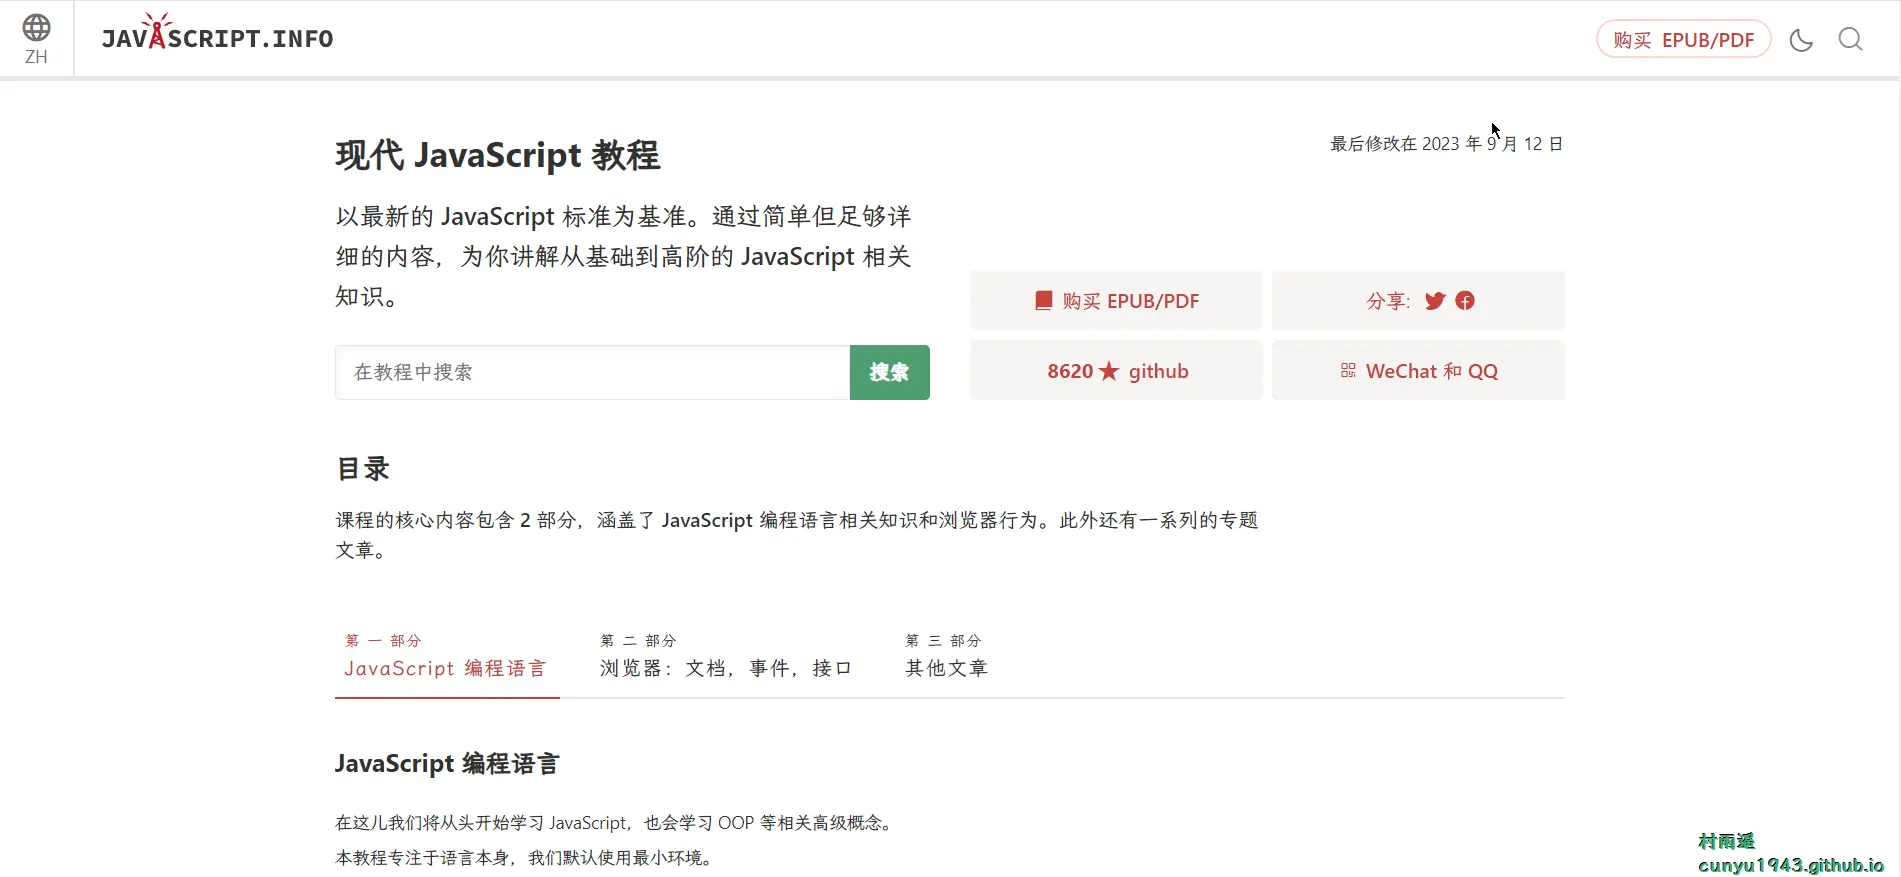 ZH
JAVASCRIPT.INFO
购买 EPUB/PDF
现代 JavaScript 教程
最后修改在 2023 年 9 月 12 日
以最新的 JavaScript 标准为基准。通过简单但足够详
细的内容，为你讲解从基础到高阶的 JavaScript 相关
知识。
购买 EPUB/PDF
分享:
在教程中搜索
搜索
8620 ★ github
WeChat 和 QQ
目录
课程的核心内容包含 2 部分，涵盖了 JavaScript 编程语言相关知识和浏览器行为。此外还有一系列的专题
文章。
第 一 部分
JavaScript 编程语言
第 二 部分
浏览器：文档，事件，接口
第 三 部分
其他文章
JavaScript 编程语言
在这儿我们将从头开始学习 JavaScript，也会学习 OOP 等相关高级概念。
本教程专注于语言本身，我们默认使用最小环境。
村雨遥
cunyu1943.github.io